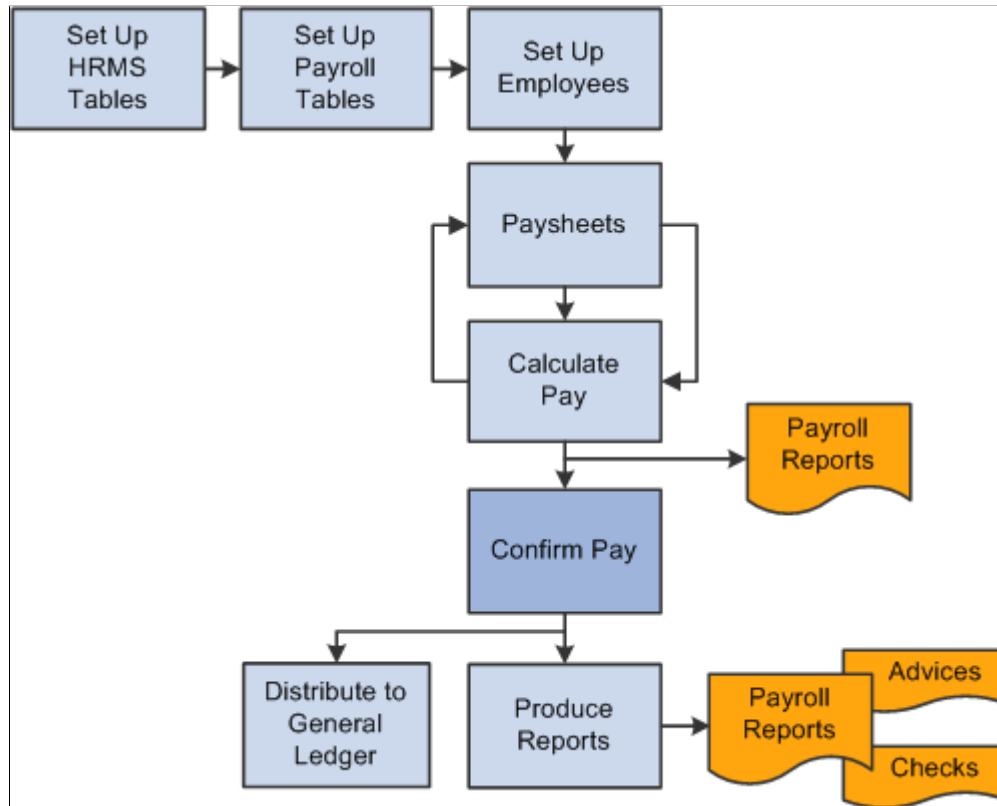 Set Up
HRMS
Tables
Set Up
Payroll
Tables
Set Up
Employees
Paysheets
Calculate
Pay
Payroll
Reports
Confirm Pay
Distribute to
General
Ledger
Produce
Reports
Payroll
Reports
Advices
Checks